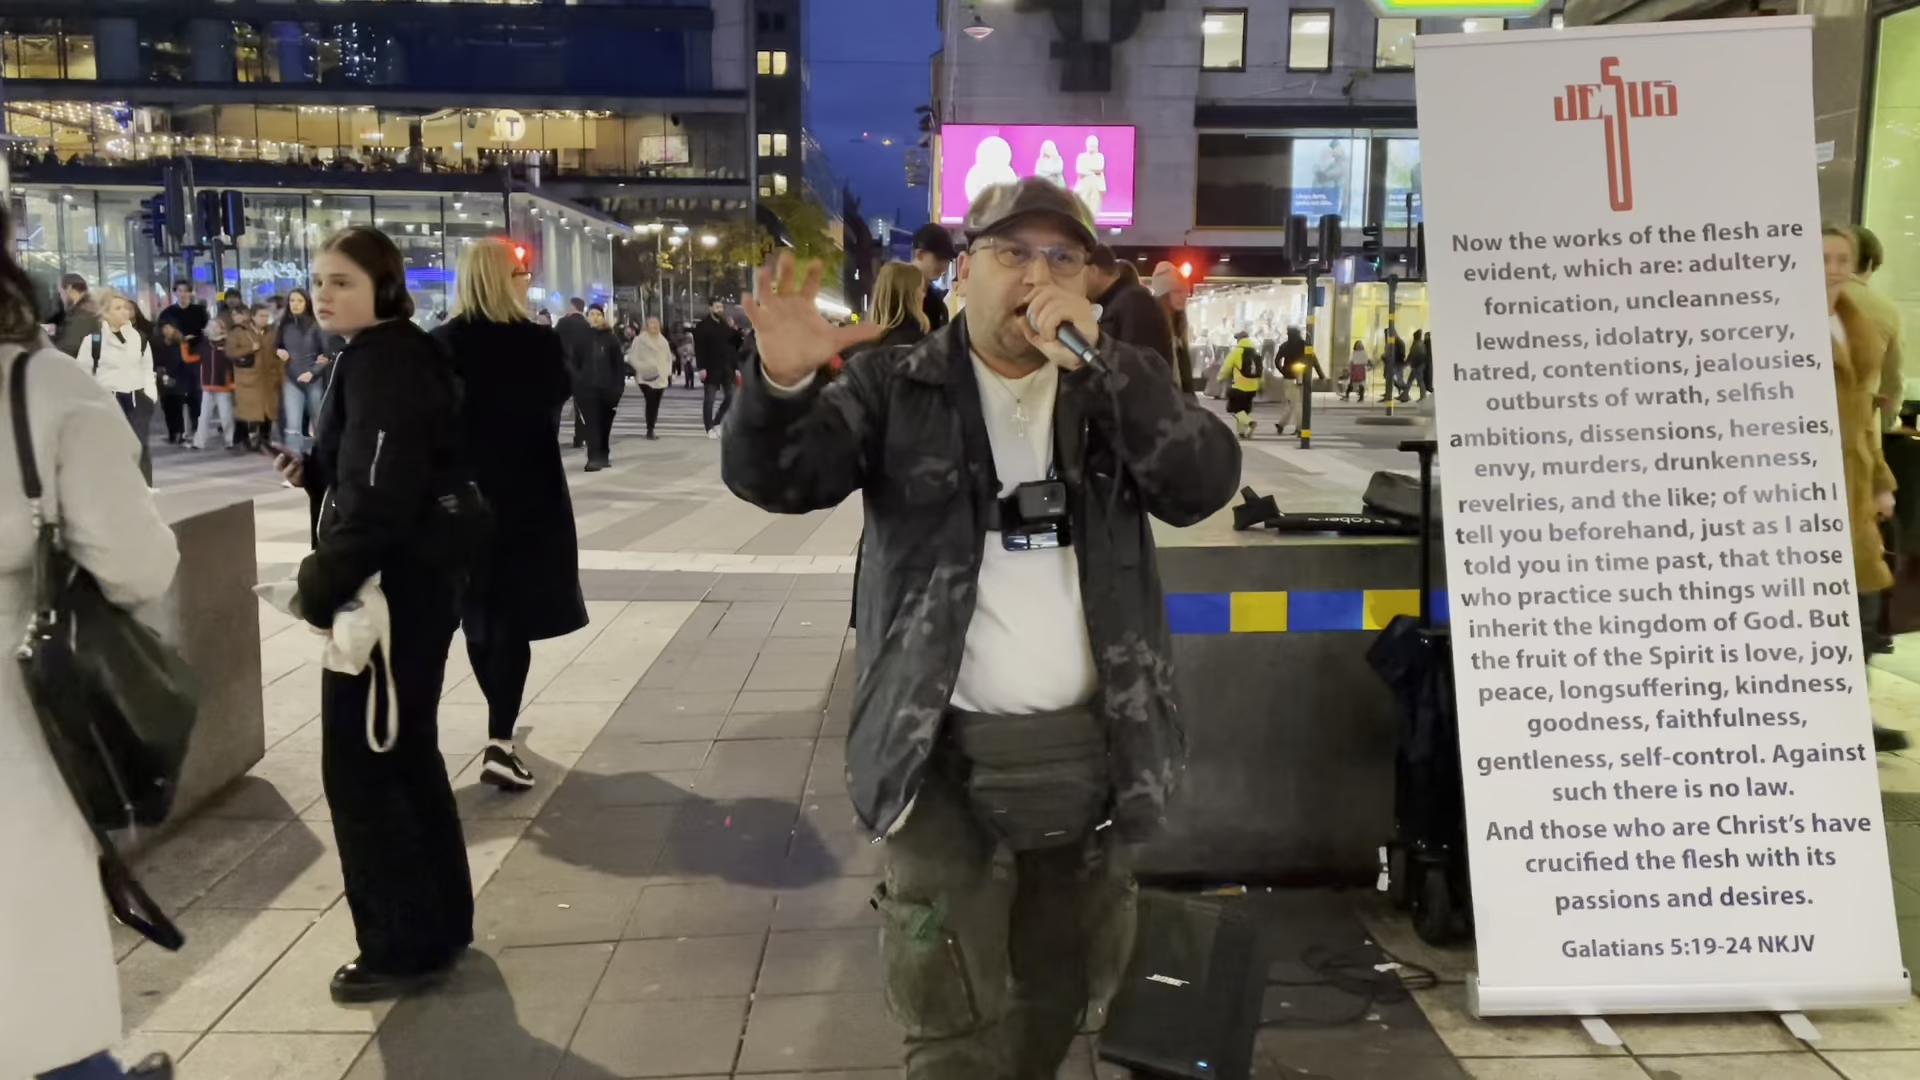 T
JESUS
Now the works of the flesh are
evident, which are: adultery,
fornication, uncleanness,
lewdness, idolatry, sorcery,
hatred, contentions, jealousies,
outbursts of wrath, selfish
ambitions, dissensions, heresies,
envy, murders, drunkenness,
revelries, and the like; of which I
tell you beforehand, just as I also
told you in time past, that those
who practice such things will not
inherit the kingdom of God. But
the fruit of the Spirit is love, joy,
peace, longsuffering, kindness,
goodness, faithfulness,
gentleness, self-control. Against
such there is no law.
And those who are Christ's have
crucified the flesh with its
passions and desires.
Galatians 5:19-24 NKJV
sober
BOSE